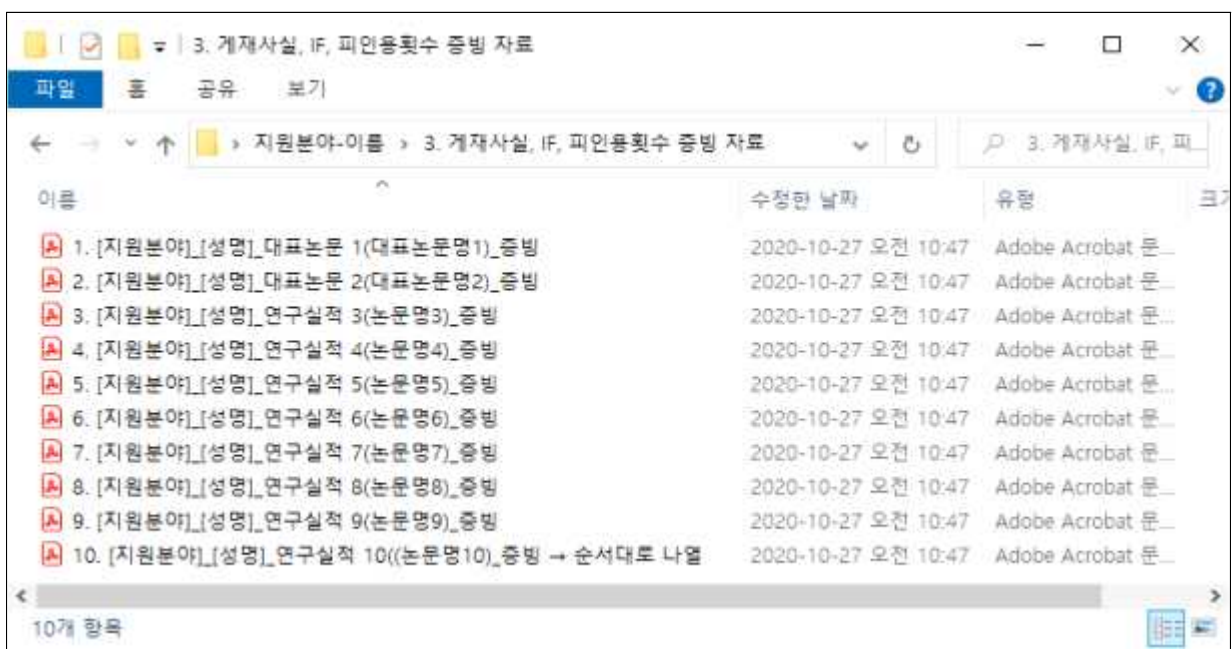 3. 게재사실, IF, 피인용횟수 증빙 자료
파일 홈 공유 보기
지원분야-이름 › 3. 게재사실, IF, 피인용횟수 증빙 자료 3. 게재사실, IF, 피...
이름 수정한 날짜 유형 크기
1. [지원분야]_[성명]_대표논문 1(대표논문명1)_증빙 2020-10-27 오전 10:47 Adobe Acrobat 문...
2. [지원분야]_[성명]_대표논문 2(대표논문명2)_증빙 2020-10-27 오전 10:47 Adobe Acrobat 문...
3. [지원분야]_[성명]_연구실적 3(논문명3)_증빙 2020-10-27 오전 10:47 Adobe Acrobat 문...
4. [지원분야]_[성명]_연구실적 4(논문명4)_증빙 2020-10-27 오전 10:47 Adobe Acrobat 문...
5. [지원분야]_[성명]_연구실적 5(논문명5)_증빙 2020-10-27 오전 10:47 Adobe Acrobat 문...
6. [지원분야]_[성명]_연구실적 6(논문명6)_증빙 2020-10-27 오전 10:47 Adobe Acrobat 문...
7. [지원분야]_[성명]_연구실적 7(논문명7)_증빙 2020-10-27 오전 10:47 Adobe Acrobat 문...
8. [지원분야]_[성명]_연구실적 8(논문명8)_증빙 2020-10-27 오전 10:47 Adobe Acrobat 문...
9. [지원분야]_[성명]_연구실적 9(논문명9)_증빙 2020-10-27 오전 10:47 Adobe Acrobat 문...
10. [지원분야]_[성명]_연구실적 10((논문명10)_증빙 → 순서대로 나열 2020-10-27 오전 10:47 Adobe Acrobat 문...
10개 항목